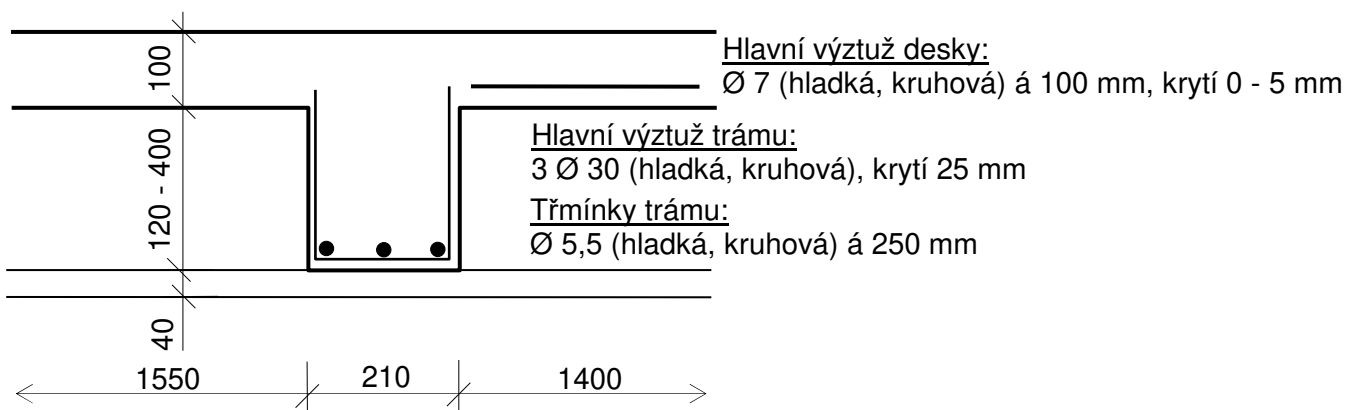 Hlavní výztuž desky:
Ø 7 (hladká, kruhová) á 100 mm, krytí 0 - 5 mm
100
Hlavní výztuž trámu:
3 Ø 30 (hladká, kruhová), krytí 25 mm
120 - 400
Třmínky trámu:
Ø 5,5 (hladká, kruhová) á 250 mm
40
1550
210
1400